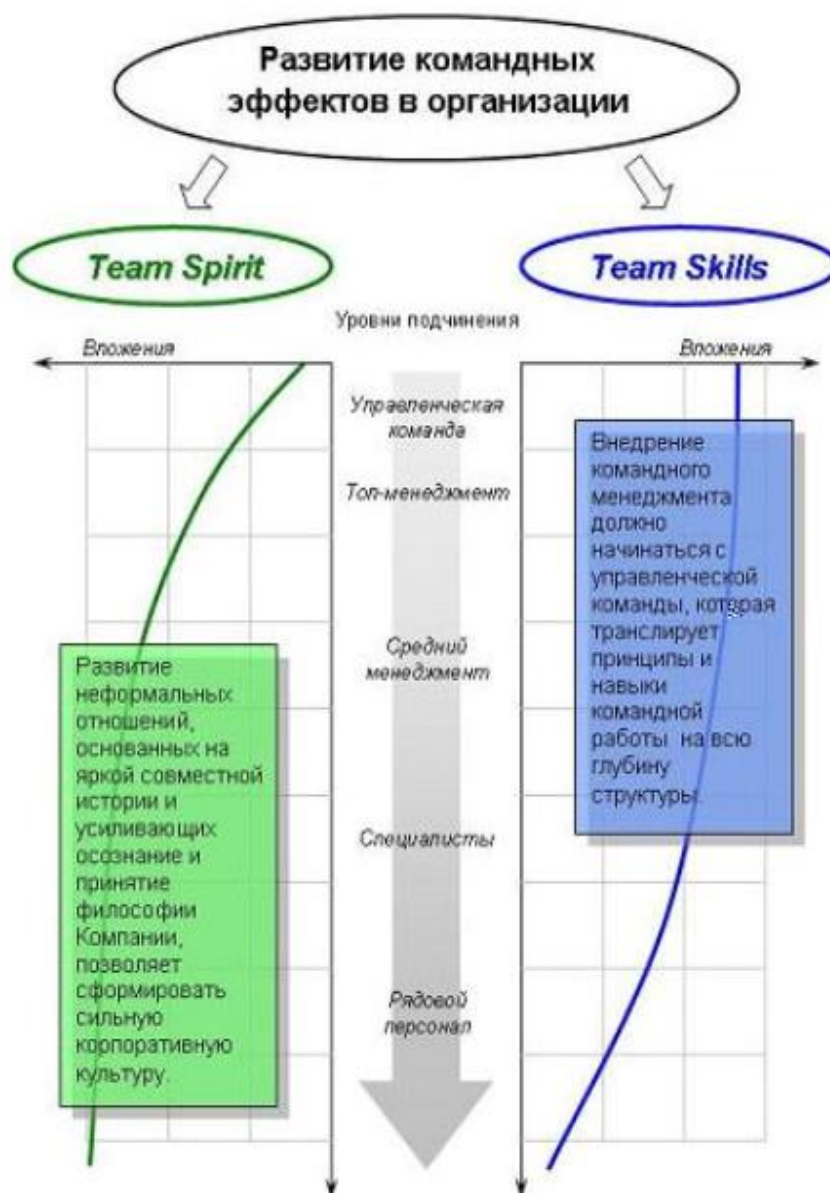 Развитие командных
эффектов в организации
Team Spirit
Team Skills
Уровни подчинения
Вложения
Вложения
Управленческая
команда
Топ-менеджмент
Средний
менеджмент
Специалисты
Рядовой
персонал
Развитие
неформальных
отношений,
основанных на
яркой совместной
истории и
усиливающих
осознание и
принятие
философии
Компании,
позволяет
сформировать
сильную
корпоративную
культуру.
Внедрение
командного
менеджмента
должно
начинаться с
управленческой
команды, которая
транслирует
принципы и
навыки
командной
работы на всю
глубину
структуры.